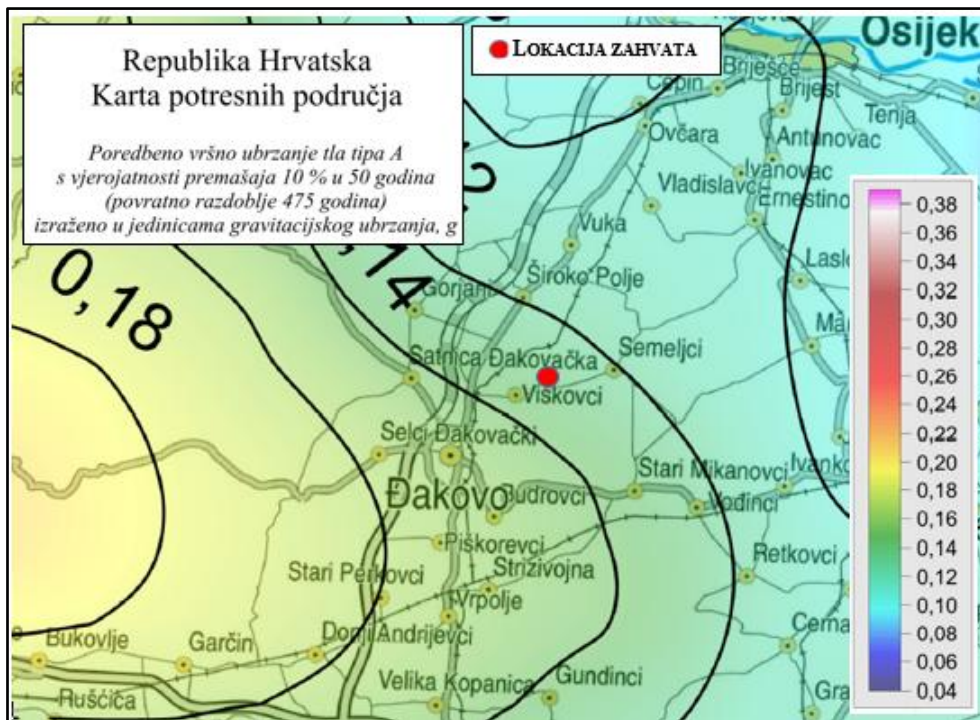 Republika Hrvatska
Karta potresnih područja
Poredbeno vršno ubrzanje tla tipa A
s vjerojatnosti premašaja 10 % u 50 godina
(povratno razdoblje 475 godina)
izraženo u jedinicama gravitacijskog ubrzanja, g
LOKACIJA ZAHVATA
Osijek
Briješće
Čepin
Brijest
Tenja
Ovčara
Antunovac
Ivanovac
Vladislavci
Ernestinovo
Vuka
Široko Polje
Gorjani
0,18
Satnica Đakovačka
Semeljci
Viskovci
Selci Đakovački
Đakovo
Budrovci
Stari Mikanovci
Vođinci
Piškorevci
Retkovci
Stari Perkovci
Strizivojna
Vrpolje
Bukovlje
Garčin
Donji Andrijevci
Velika Kopanica
Gundinci
Ruščica
0,38
0,36
0,34
0,32
0,30
0,28
0,26
0,24
0,22
0,20
0,18
0,16
0,14
0,12
0,10
0,08
0,06
0,04